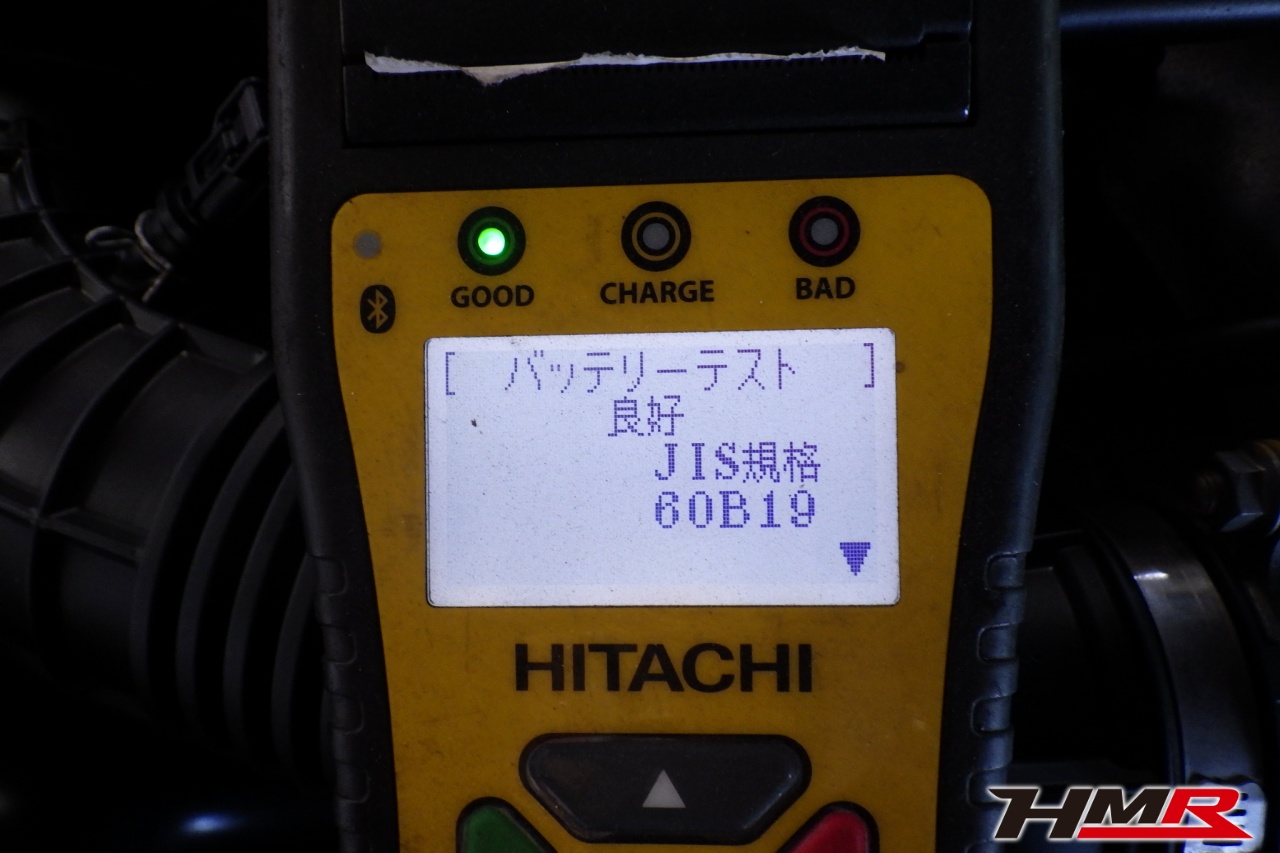 GOOD CHARGE BAD
[ バッテリーテスト ]
良好
JIS規格
60B19
▼
HITACHI
HMR